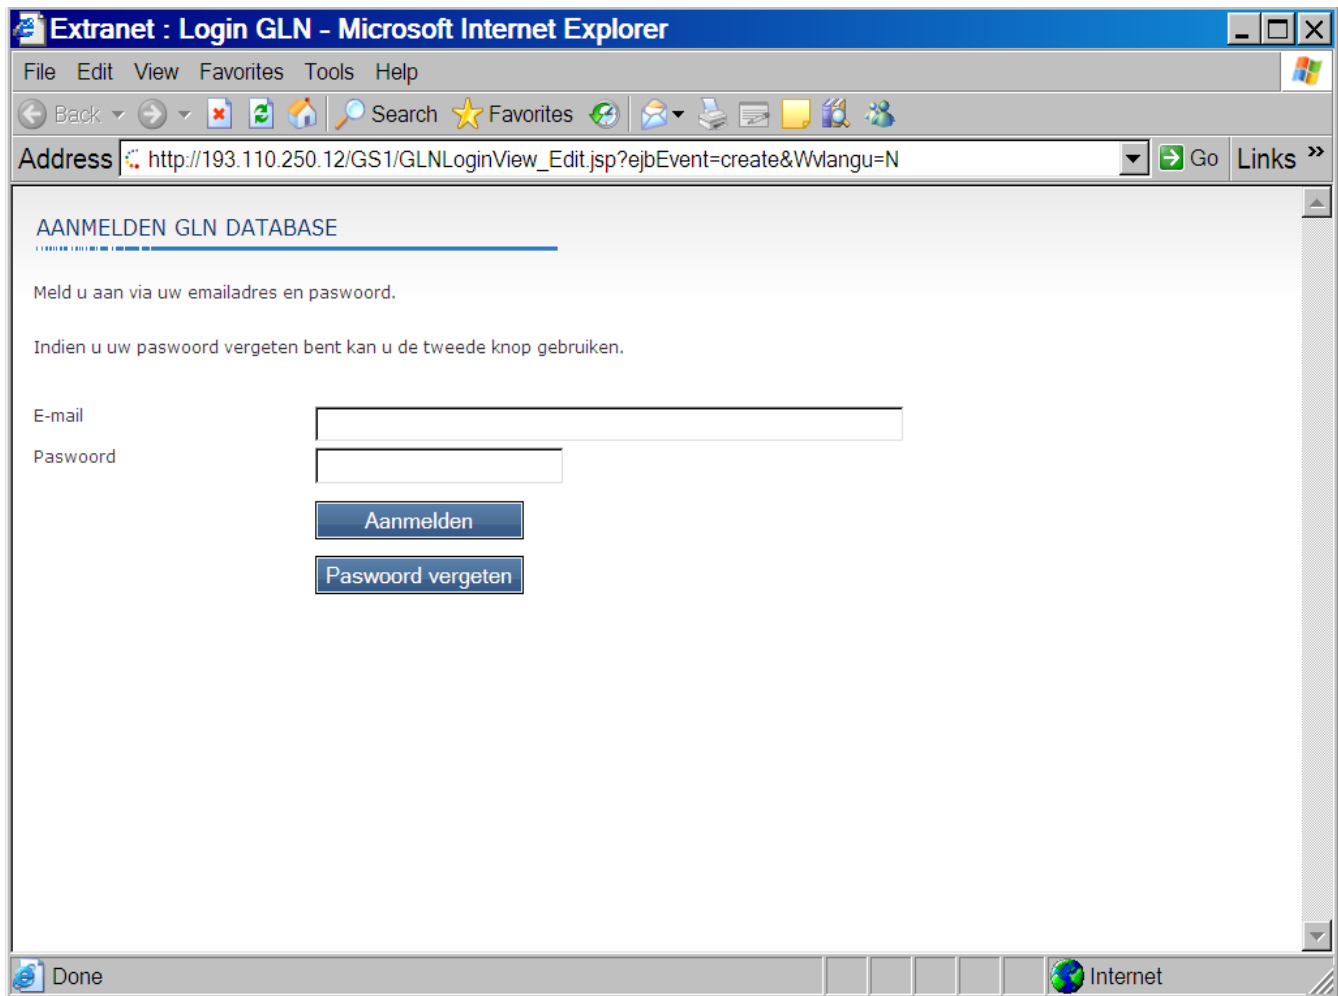 Extranet : Login GLN - Microsoft Internet Explorer
File Edit View Favorites Tools Help
Back Search Favorites
Address http://193.110.250.12/GS1/GLNLoginView_Edit.jsp?ejbEvent=create&Wvlangu=N Go Links »
AANMELDEN GLN DATABASE
Meld u aan via uw emailadres en paswoord.
Indien u uw paswoord vergeten bent kan u de tweede knop gebruiken.
E-mail
Paswoord
Aanmelden
Paswoord vergeten
Done Internet